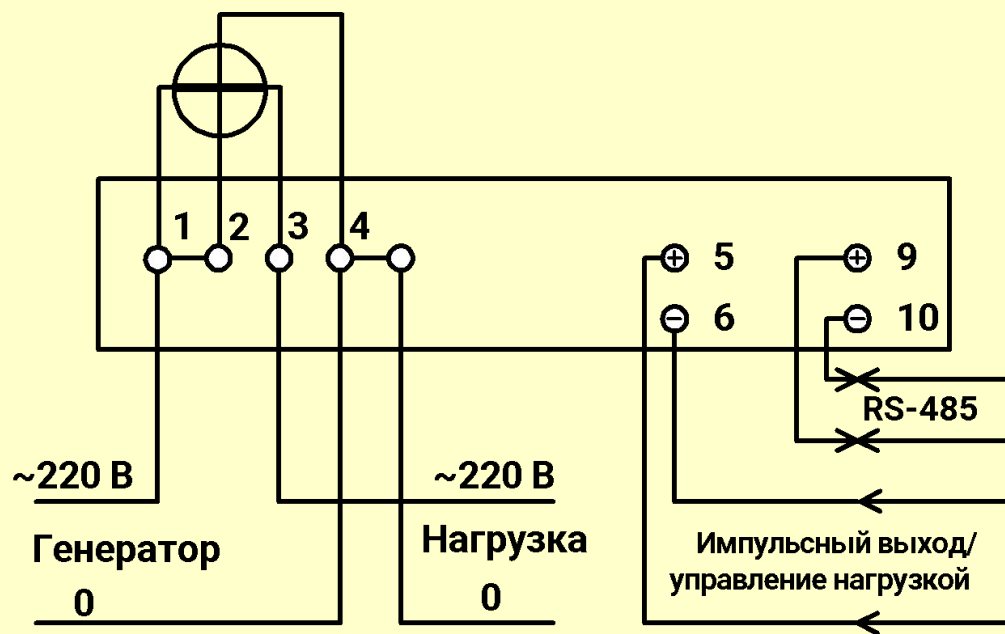 1 2 3 4
5 9
6 10
RS-485
~220 В ~220 В
Генератор Нагрузка
Импульсный выход/
управление нагрузкой
0 0